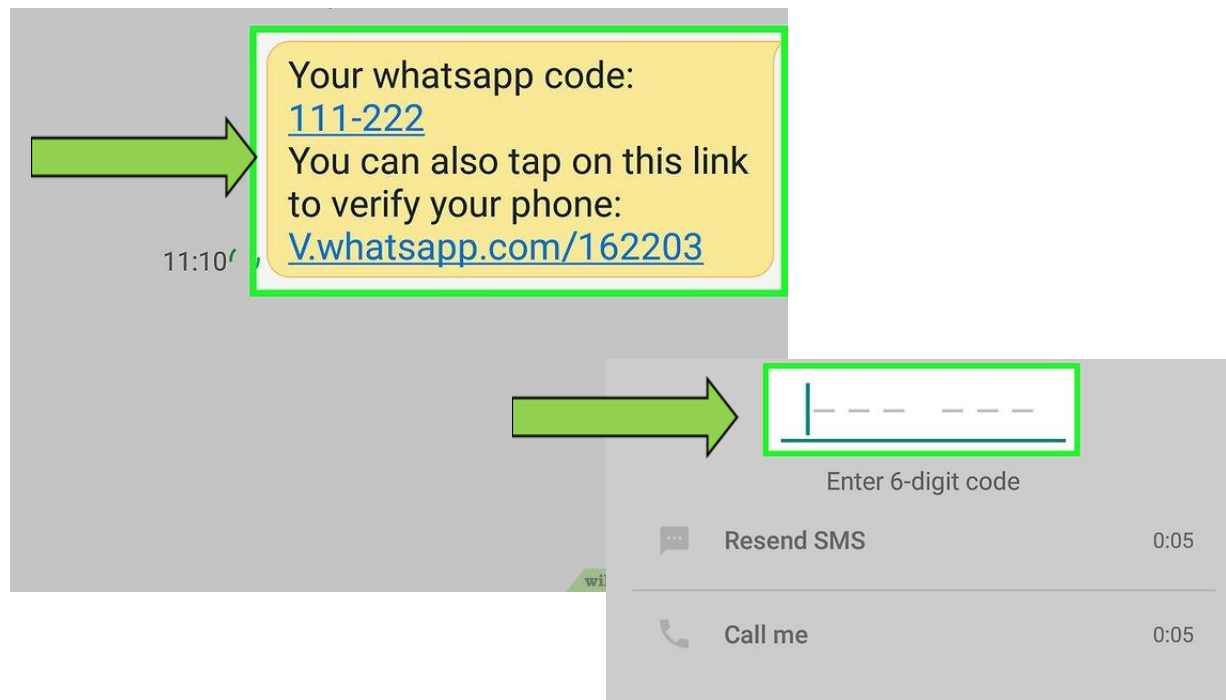 Your whatsapp code:
111-222
You can also tap on this link
to verify your phone:
V.whatsapp.com/162203
11:10
Enter 6-digit code
Resend SMS 0:05
Call me 0:05